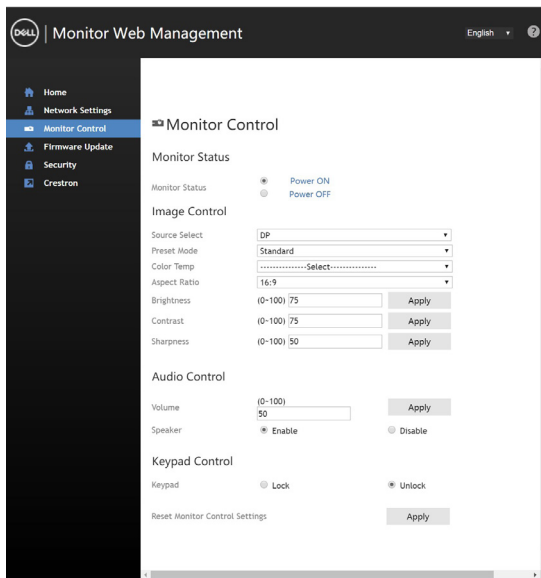 DELL | Monitor Web Management
English
?
Home
Network Settings
Monitor Control
Firmware Update
Security
Crestron
Monitor Control
Monitor Status
Monitor Status
Power ON
Power OFF
Image Control
Source Select DP
Preset Mode Standard
Color Temp ---------------Select---------------
Aspect Ratio 16:9
Brightness (0~100) 75 Apply
Contrast (0~100) 75 Apply
Sharpness (0~100) 50 Apply
Audio Control
(0-100)
Volume 50 Apply
Speaker Enable Disable
Keypad Control
Keypad Lock Unlock
Reset Monitor Control Settings Apply